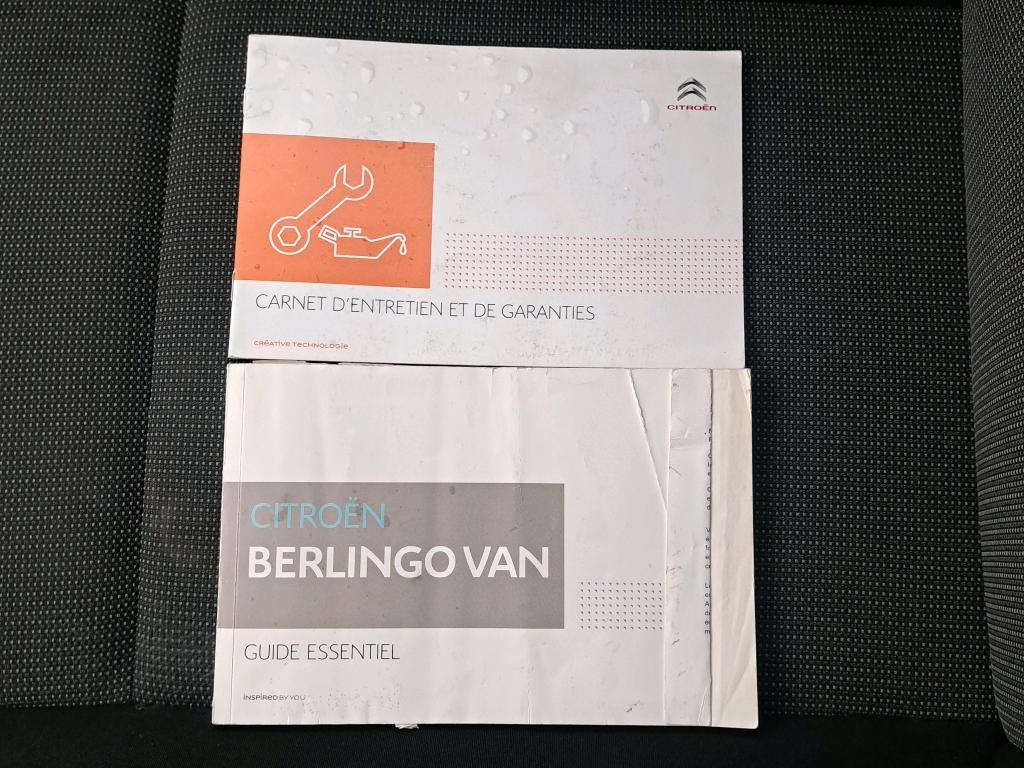 CITROËN
CARNET D'ENTRETIEN ET DE GARANTIES
CRÉATIVE TECHNOLOGIE
CITROËN
BERLINGO VAN
GUIDE ESSENTIEL
INSPIRED BY YOU